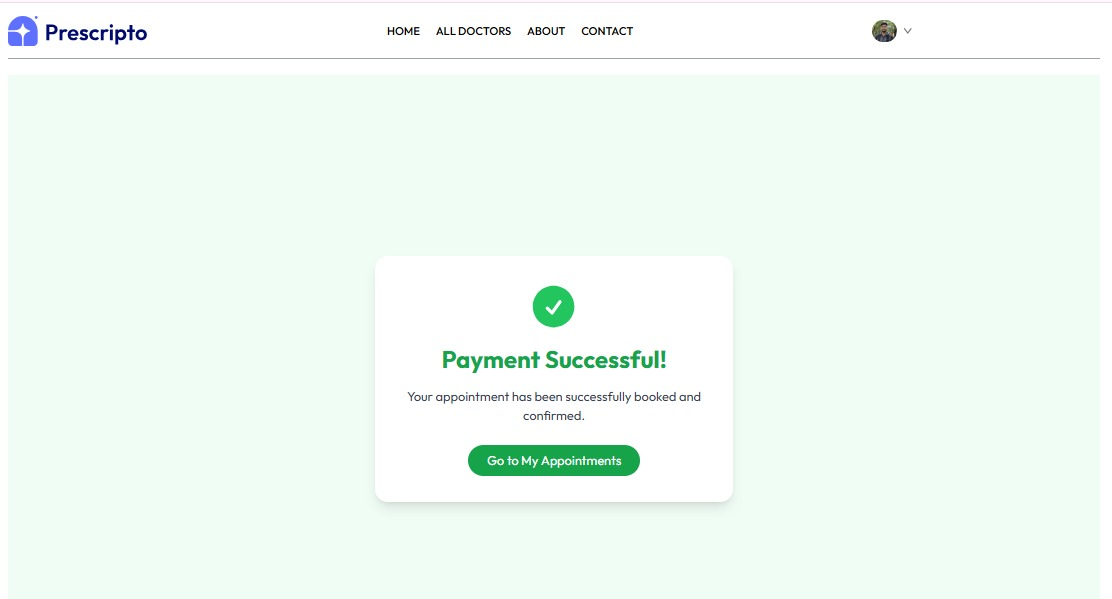 Prescripto
HOME ALL DOCTORS ABOUT CONTACT
Payment Successful!
Your appointment has been successfully booked and
confirmed.
Go to My Appointments